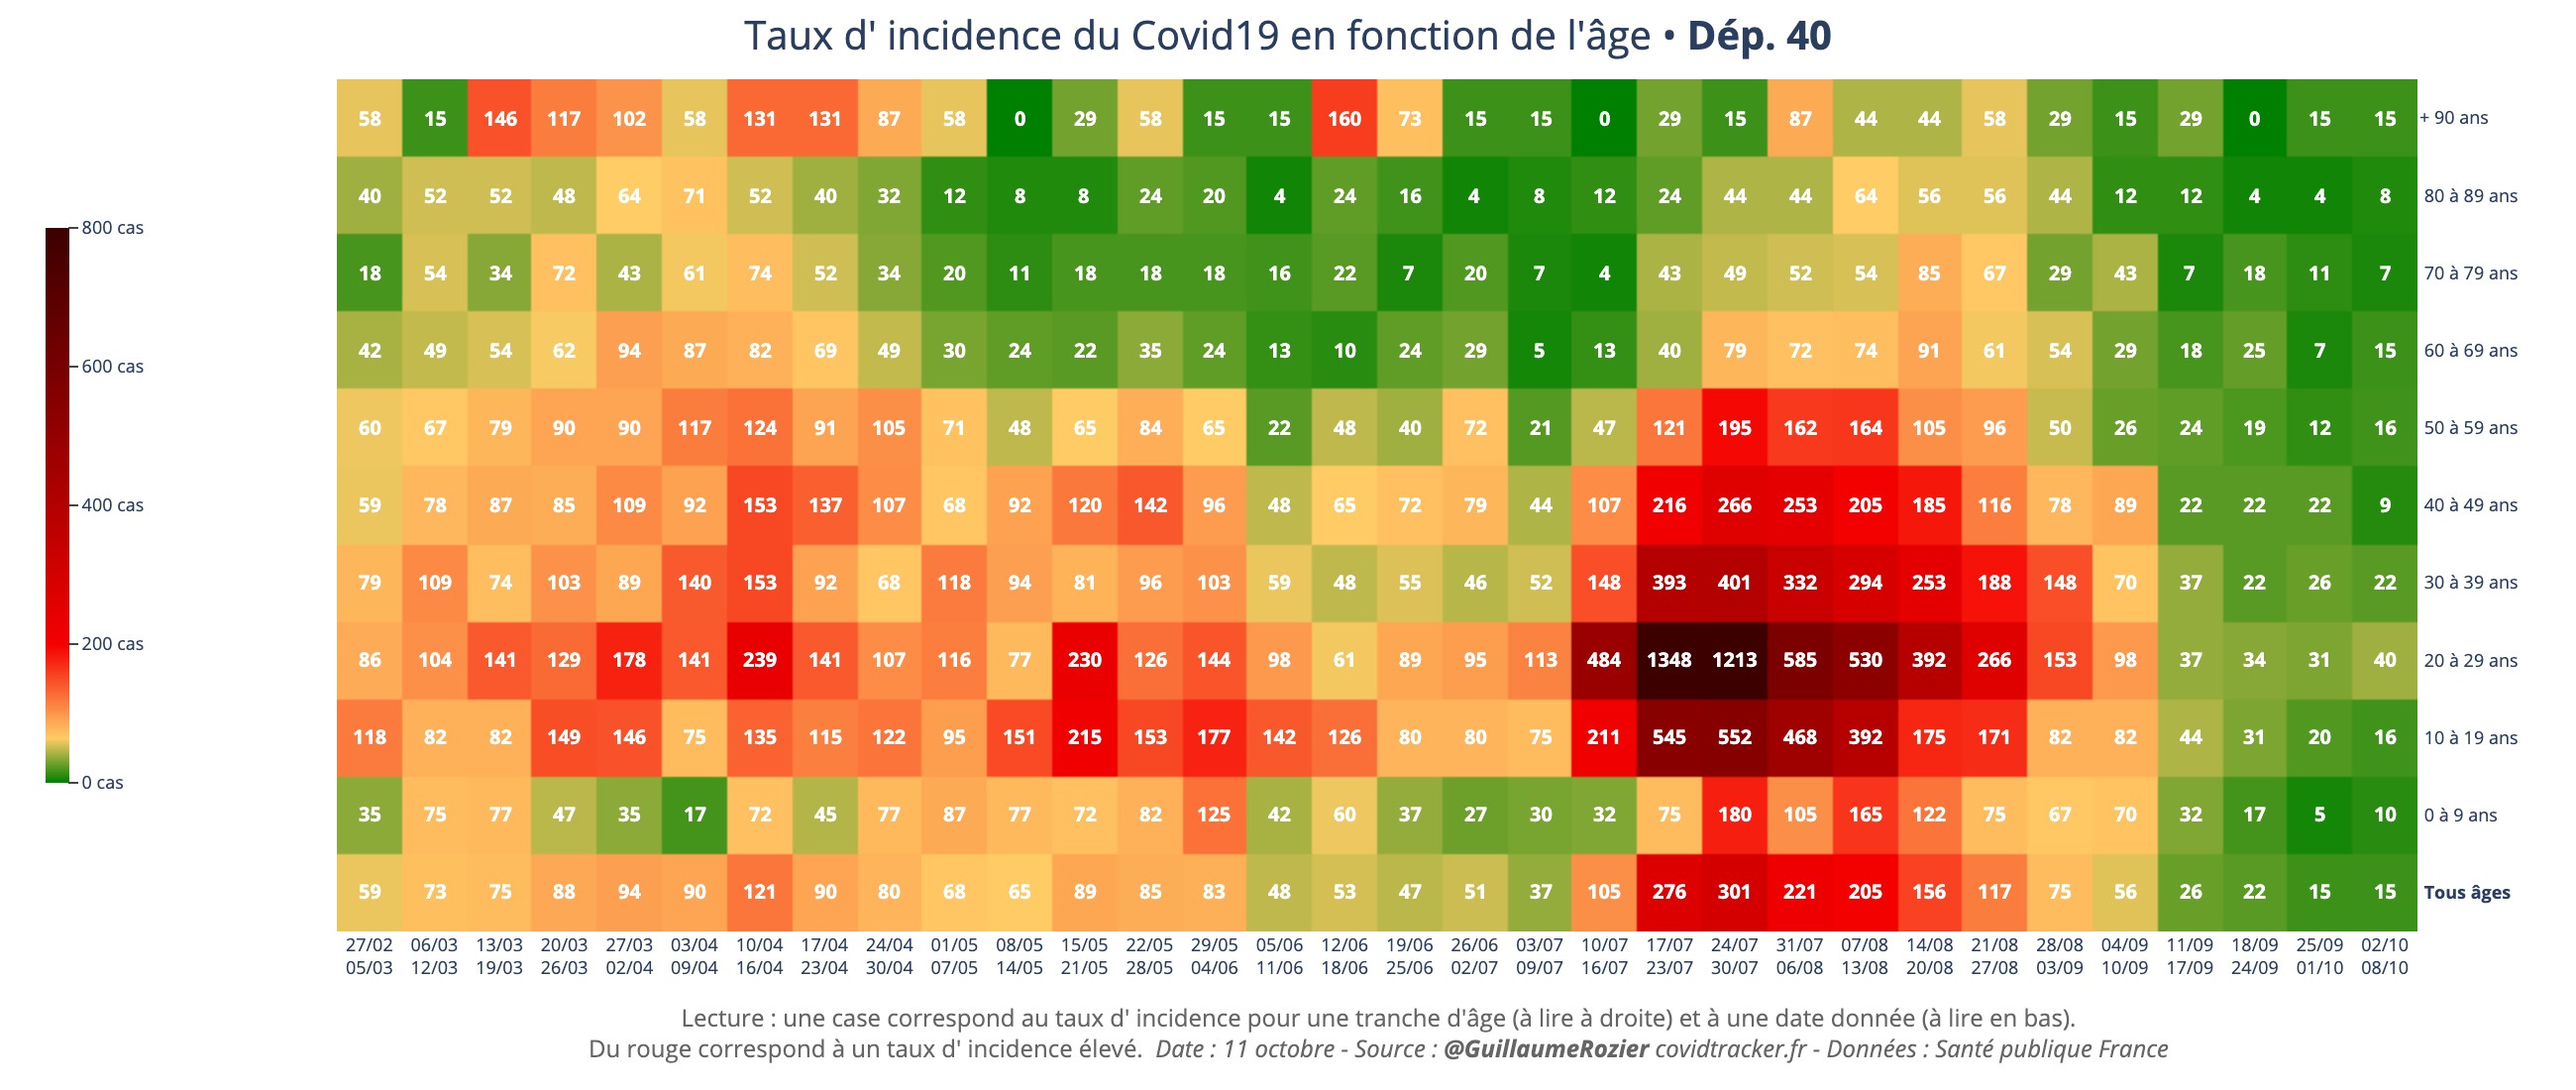 Taux d' incidence du Covid19 en fonction de l'âge • Dép. 40
58 15 146 117 102 58 131 131 87 58 0 29 58 15 15 160 73 15 15 0 29 15 87 44 44 58 29 15 29 0 15 15 + 90 ans
40 52 52 48 64 71 52 40 32 12 8 8 24 20 4 24 16 4 8 12 24 44 44 64 56 56 44 12 12 4 4 8 80 à 89 ans
800 cas
18 54 34 72 43 61 74 52 34 20 11 18 18 18 16 22 7 20 7 4 43 49 52 54 85 67 29 43 7 18 11 7 70 à 79 ans
42 49 54 62 94 87 82 69 49 30 24 22 35 24 13 10 24 29 5 13 40 79 72 74 91 61 54 29 18 25 7 15 60 à 69 ans
600 cas
60 67 79 90 90 117 124 91 105 71 48 65 84 65 22 48 40 72 21 47 121 195 162 164 105 96 50 26 24 19 12 16 50 à 59 ans
400 cas
59 78 87 85 109 92 153 137 107 68 92 120 142 96 48 65 72 79 44 107 216 266 253 205 185 116 78 89 22 22 22 9 40 à 49 ans
79 109 74 103 89 140 153 92 68 118 94 81 96 103 59 48 55 46 52 148 393 401 332 294 253 188 148 70 37 22 26 22 30 à 39 ans
200 cas
86 104 141 129 178 141 239 141 107 116 77 230 126 144 98 61 89 95 113 484 1348 1213 585 530 392 266 153 98 37 34 31 40 20 à 29 ans
118 82 82 149 146 75 135 115 122 95 151 215 153 177 142 126 80 80 75 211 545 552 468 392 175 171 82 82 44 31 20 16 10 à 19 ans
0 cas
35 75 77 47 35 17 72 45 77 87 77 72 82 125 42 60 37 27 30 32 75 180 105 165 122 75 67 70 32 17 5 10 0 à 9 ans
59 73 75 88 94 90 121 90 80 68 65 89 85 83 48 53 47 51 37 105 276 301 221 205 156 117 75 56 26 22 15 15 Tous âges
27/02 06/03 13/03 20/03 27/03 03/04 10/04 17/04 24/04 01/05 08/05 15/05 22/05 29/05 05/06 12/06 19/06 26/06 03/07 10/07 17/07 24/07 31/07 07/08 14/08 21/08 28/08 04/09 11/09 18/09 25/09 02/10
05/03 12/03 19/03 26/03 02/04 09/04 16/04 23/04 30/04 07/05 14/05 21/05 28/05 04/06 11/06 18/06 25/06 02/07 09/07 16/07 23/07 30/07 06/08 13/08 20/08 27/08 03/09 10/09 17/09 24/09 01/10 08/10
Lecture : une case correspond au taux d' incidence pour une tranche d'âge (à lire à droite) et à une date donnée (à lire en bas).
Du rouge correspond à un taux d' incidence élevé. Date : 11 octobre - Source : @GuillaumeRozier covidtracker.fr - Données : Santé publique France